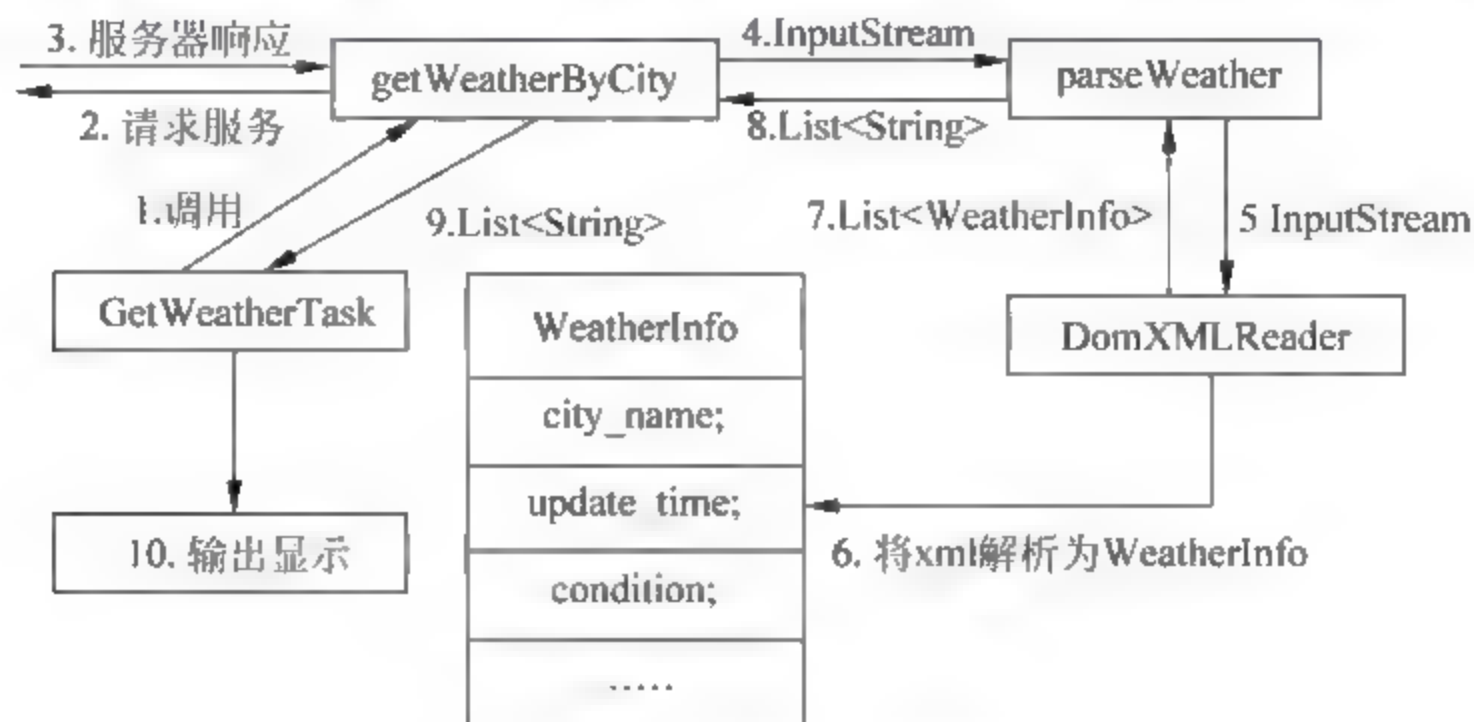 3. 服务器响应
getWeatherByCity
4.InputStream
parseWeather
2. 请求服务
8.List<String>
1.调用
9.List<String>
7.List<WeatherInfo>
5 InputStream
GetWeatherTask
WeatherInfo
DomXMLReader
city_name;
update time;
10. 输出显示
6. 将xml解析为WeatherInfo
condition;
.....